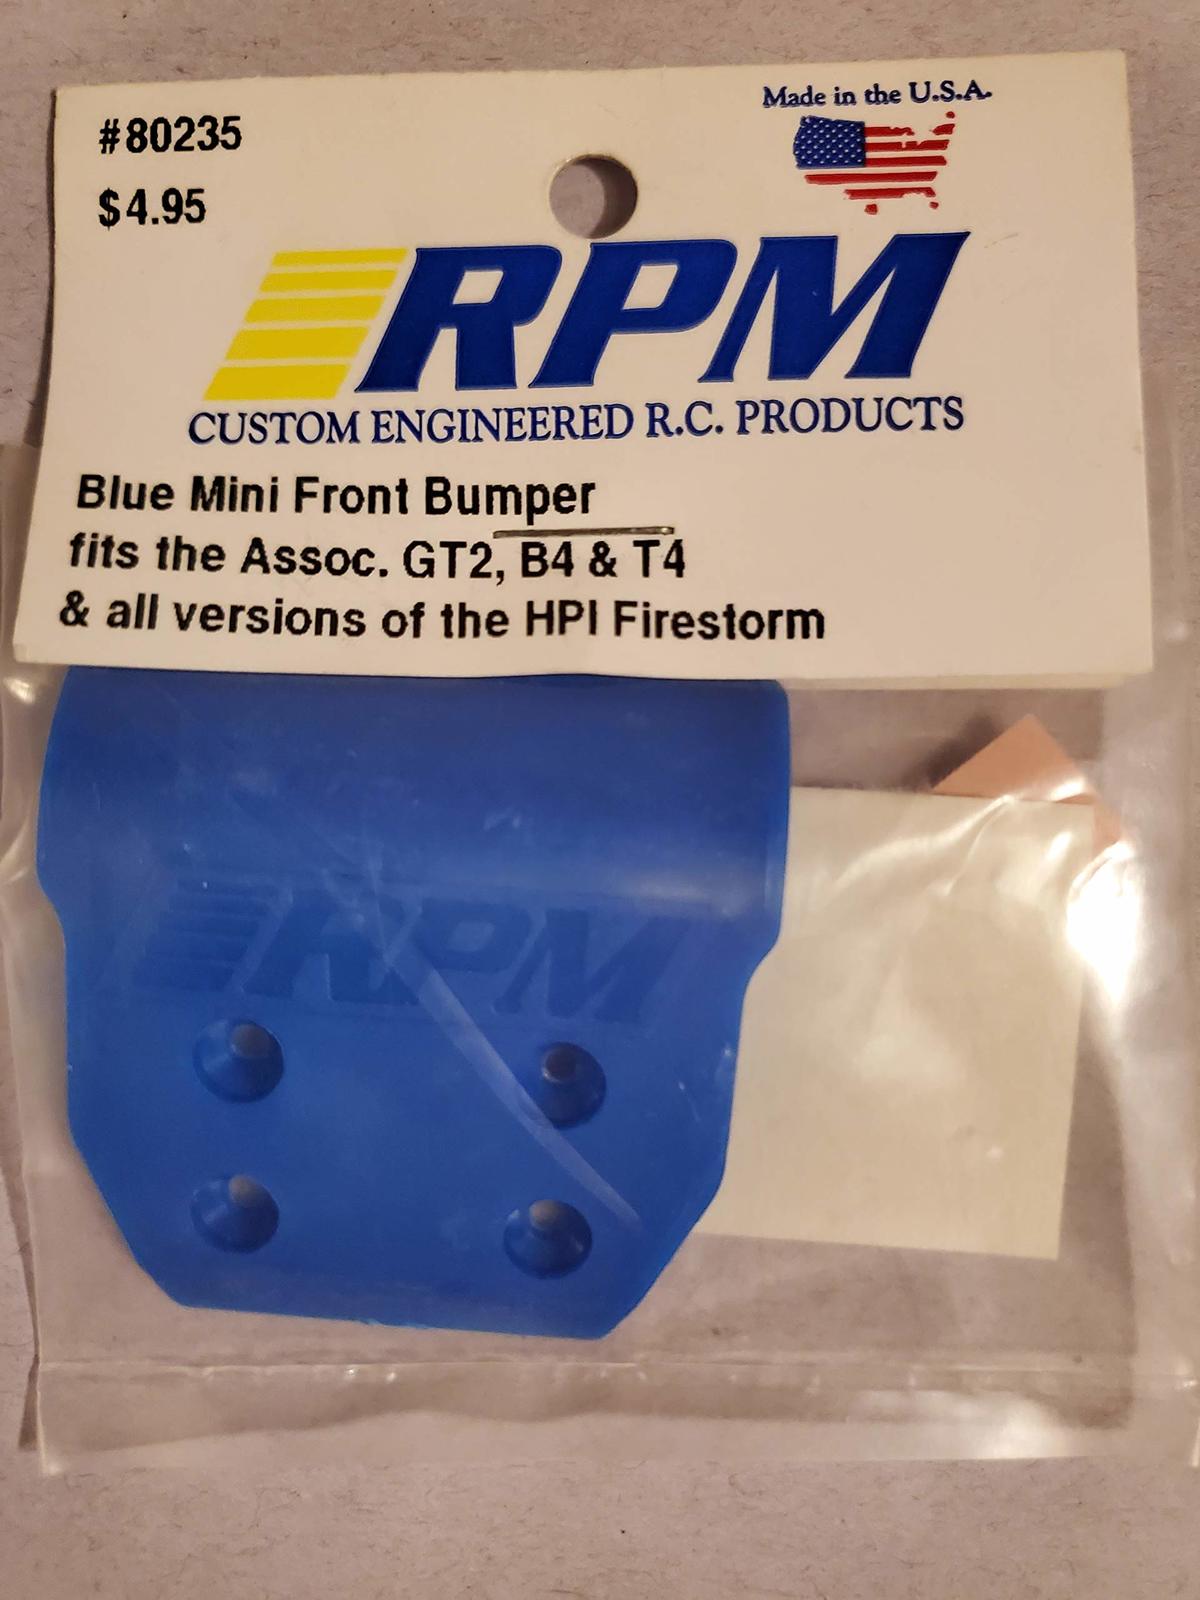 #80235
$4.95
Made in the U.S.A.
RPM
CUSTOM ENGINEERED R.C. PRODUCTS
Blue Mini Front Bumper
fits the Assoc. GT2, B4 & T4
& all versions of the HPI Firestorm
RPM